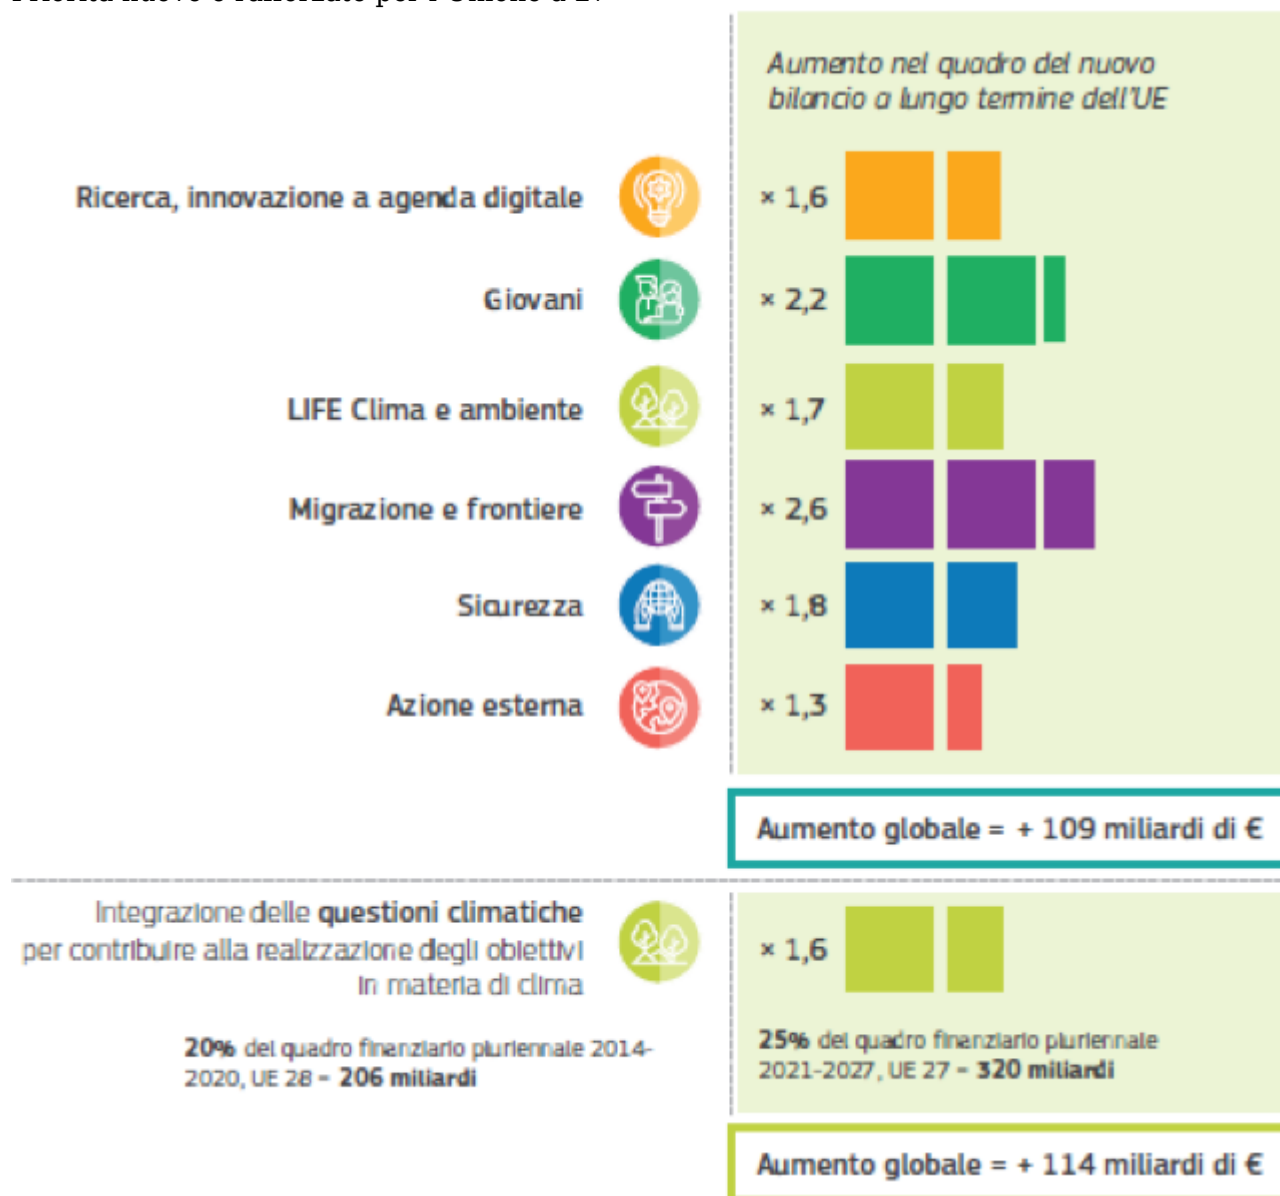 Aumento nel quadro del nuovo
bilancio a lungo termine dell'UE
Ricerca, innovazione a agenda digitale
× 1,6
Giovani
× 2,2
LIFE Clima e ambiente
× 1,7
Migrazione e frontiere
× 2,6
Sicurezza
× 1,8
Azione esterna
× 1,3
Aumento globale = + 109 miliardi di €
Integrazione delle questioni climatiche
per contribuire alla realizzazione degli obiettivi
in materia di clima
× 1,6
20% del quadro finanziario pluriennale 2014-
2020, UE 28 = 206 miliardi
25% del quadro finanziario pluriennale
2021-2027, UE 27 = 320 miliardi
Aumento globale = + 114 miliardi di €